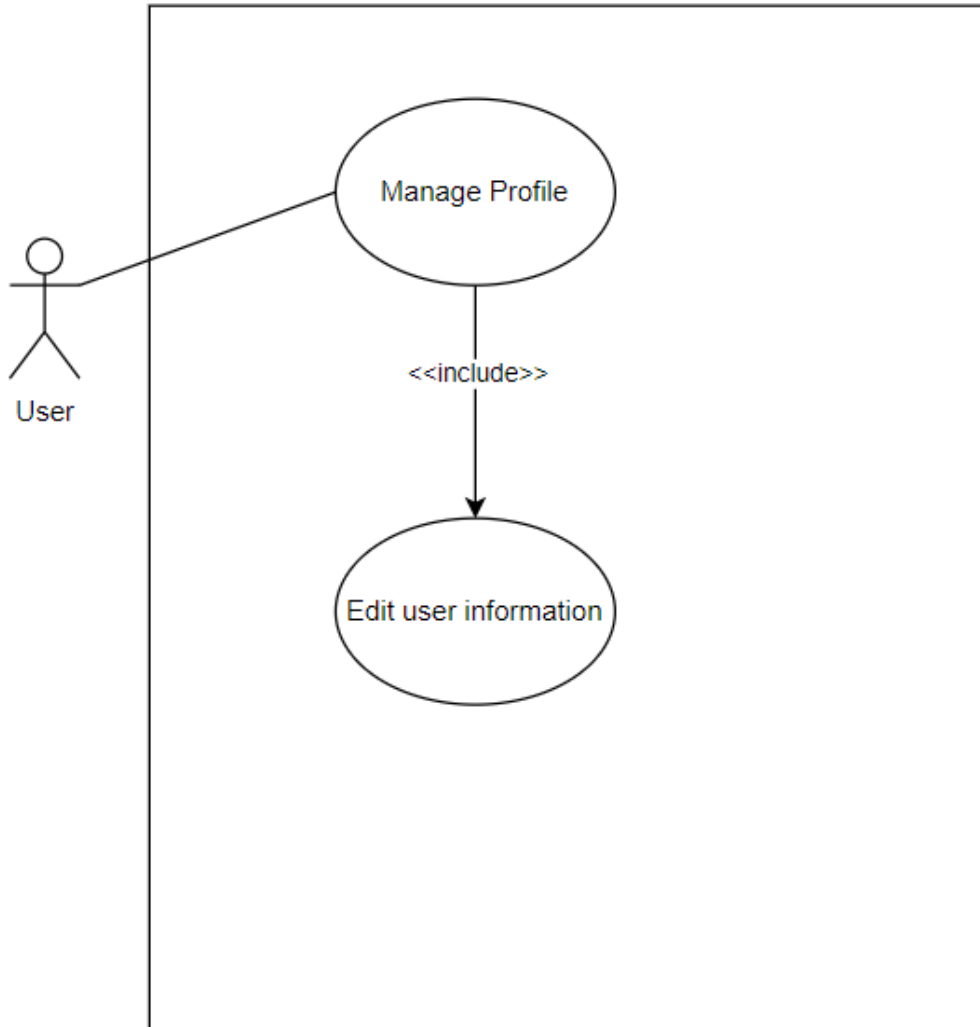 Manage Profile
<<include>>
User
Edit user information